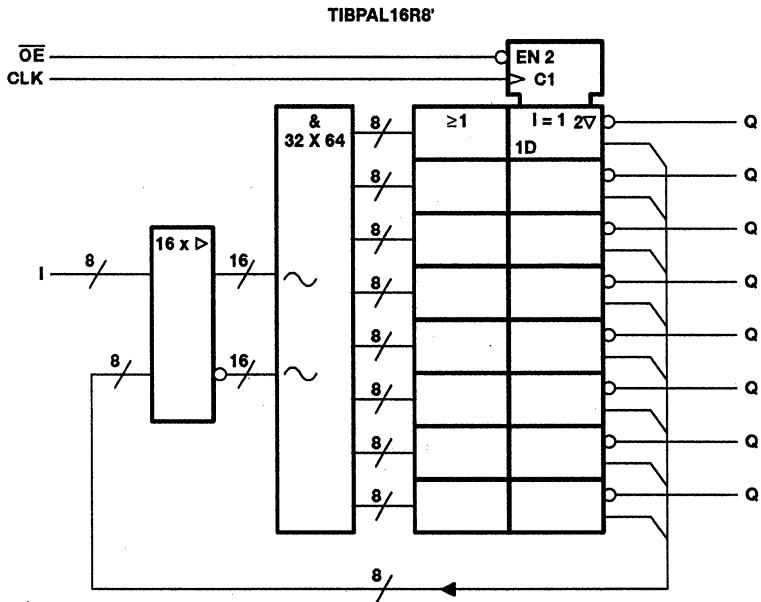 TIBPAL16R8'
OE
CLK
EN 2
C1
&
32 X 64
8
≥1
I = 1 2▽
1D
Q
8
Q
8
Q
16 x ▷
8
16
I
8
Q
8
Q
8
16
8
Q
8
Q
8
Q
8